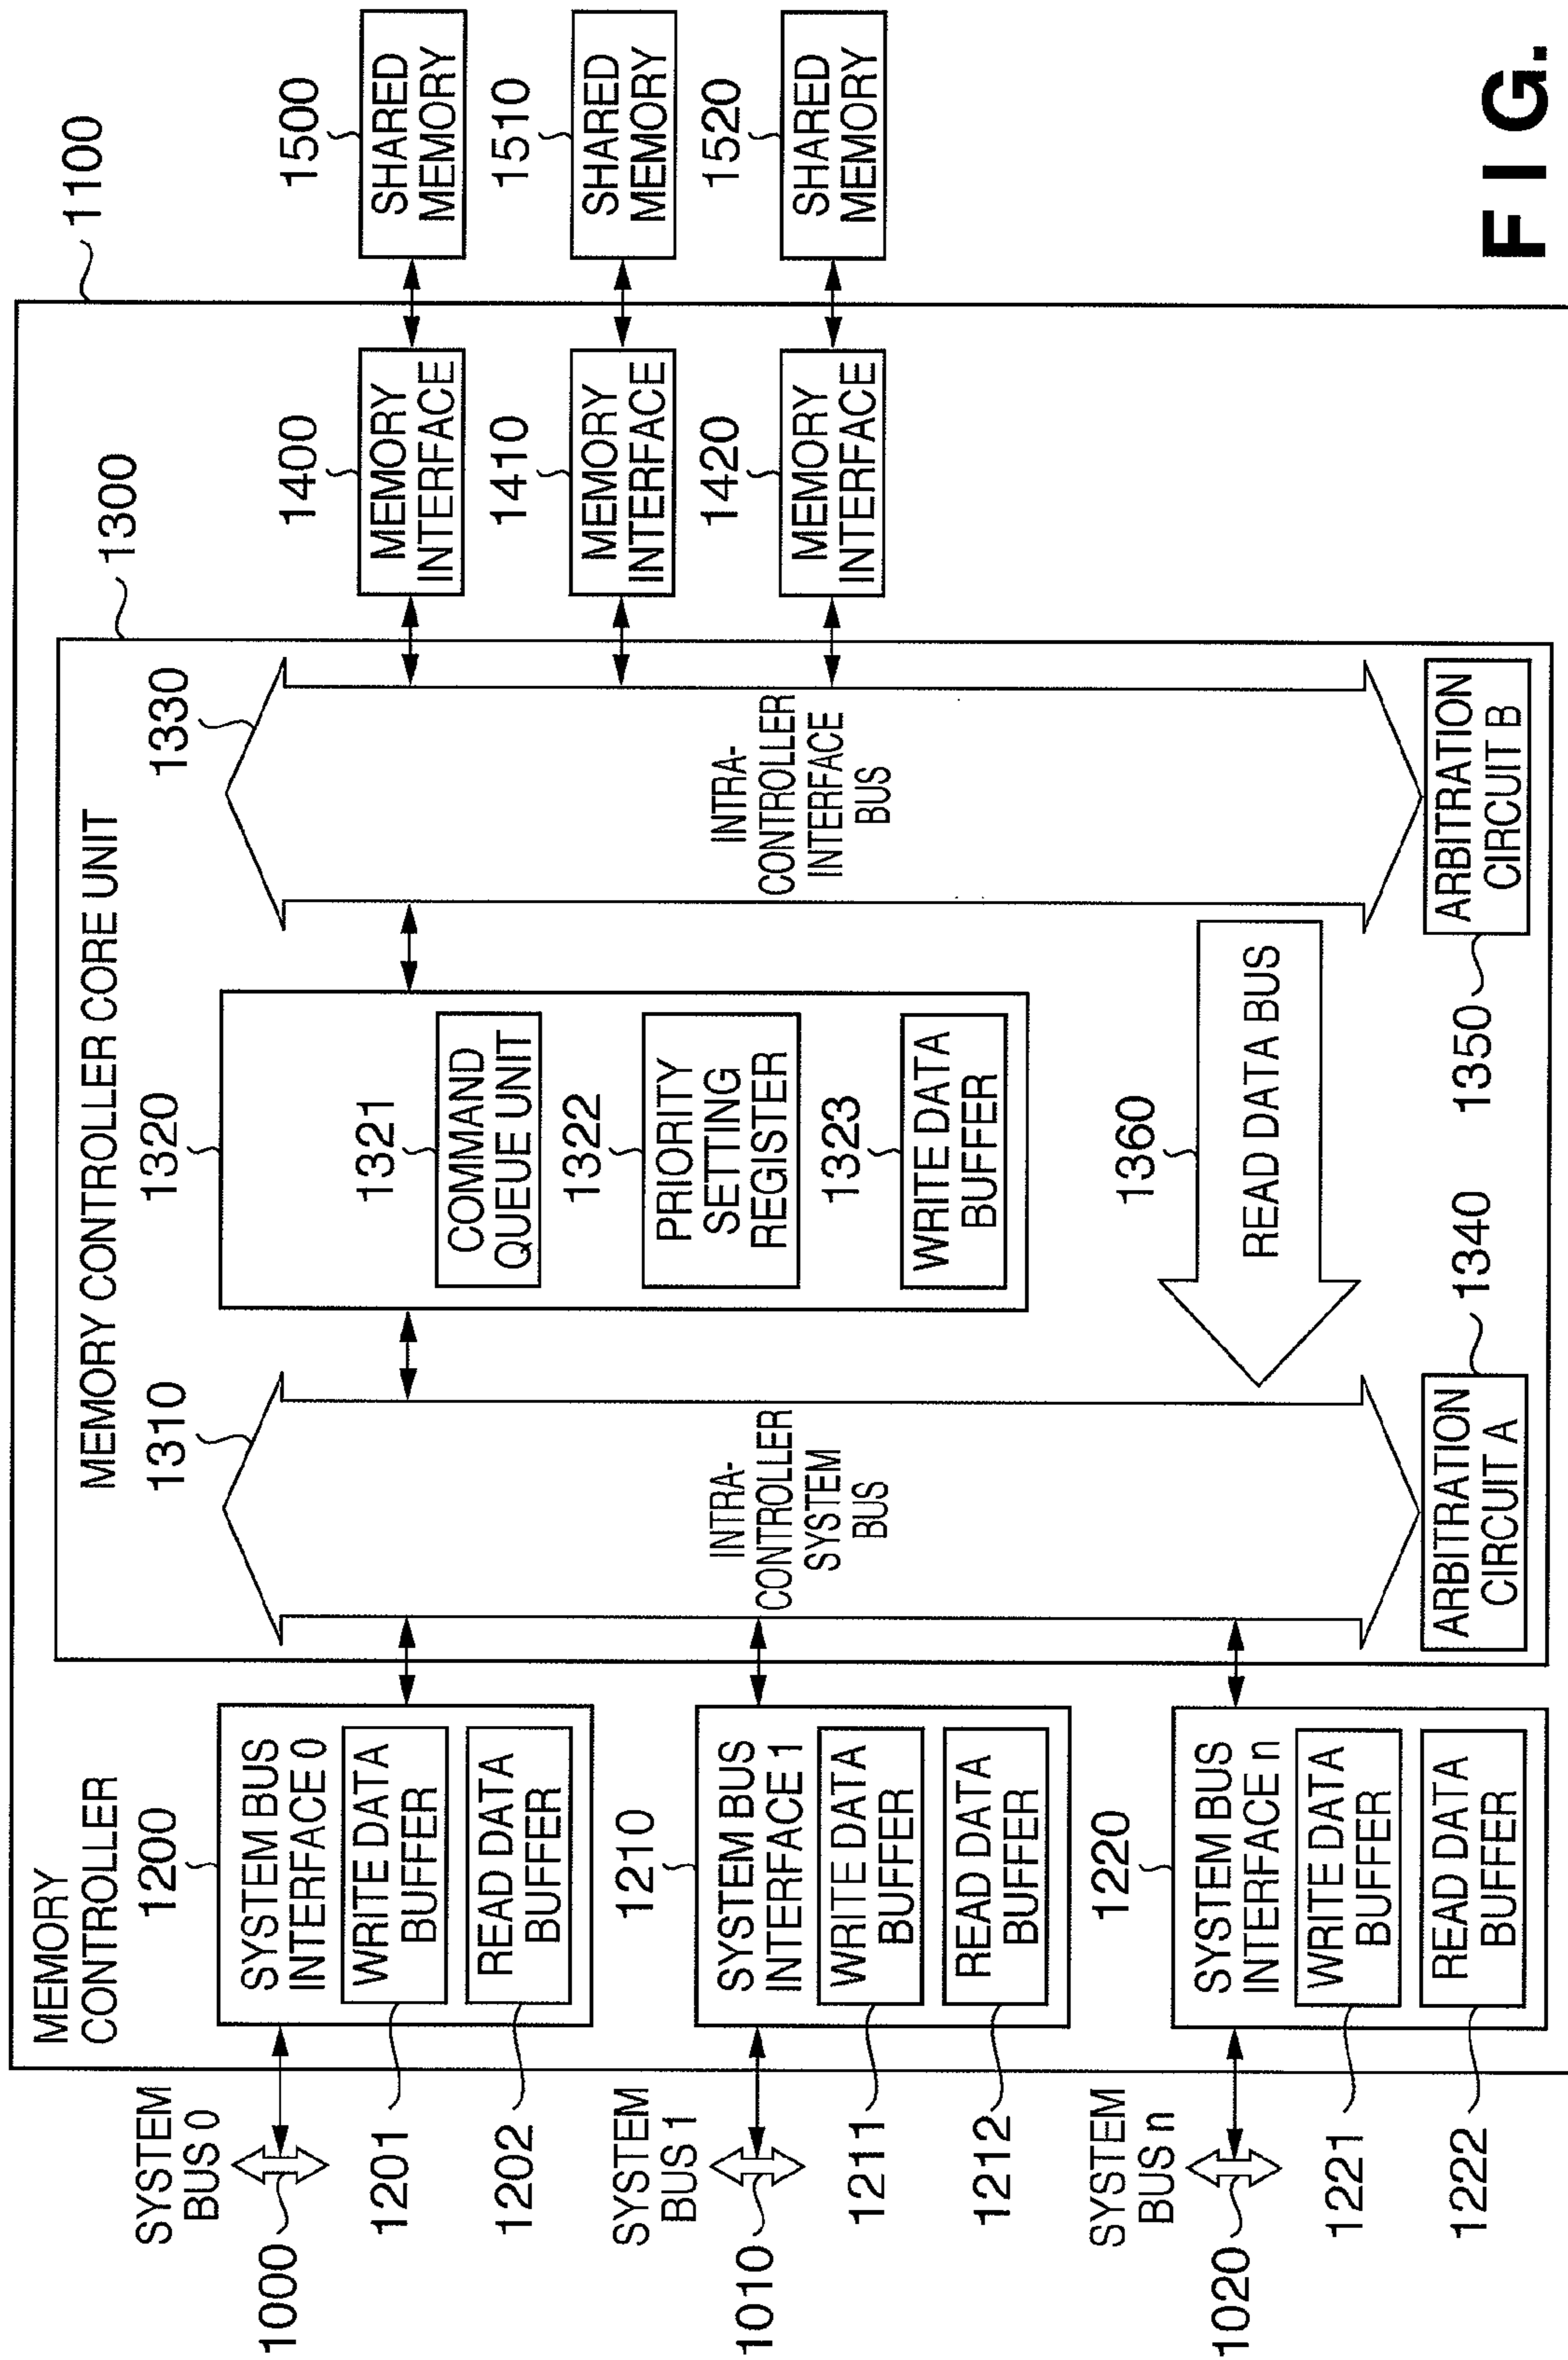 MEMORY
CONTROLLER
1100
MEMORY CONTROLLER CORE UNIT
1300
SYSTEM
BUS 0
1000
1200
SYSTEM BUS
INTERFACE 0
WRITE DATA
BUFFER
1201
READ DATA
BUFFER
1202
SYSTEM
BUS 1
1010
1210
SYSTEM BUS
INTERFACE 1
WRITE DATA
BUFFER
1211
READ DATA
BUFFER
1212
SYSTEM
BUS n
1020
1220
SYSTEM BUS
INTERFACE n
WRITE DATA
BUFFER
1221
READ DATA
BUFFER
1222
1310
INTRA-
CONTROLLER
SYSTEM
BUS
ARBITRATION
CIRCUIT A
1340
1320
1321
COMMAND
QUEUE UNIT
1322
PRIORITY
SETTING
REGISTER
1323
WRITE DATA
BUFFER
1360
READ DATA BUS
1330
INTRA-
CONTROLLER
INTERFACE
BUS
ARBITRATION
CIRCUIT B
1350
1400
MEMORY
INTERFACE
1410
MEMORY
INTERFACE
1420
MEMORY
INTERFACE
1500
SHARED
MEMORY
1510
SHARED
MEMORY
1520
SHARED
MEMORY
FIG.